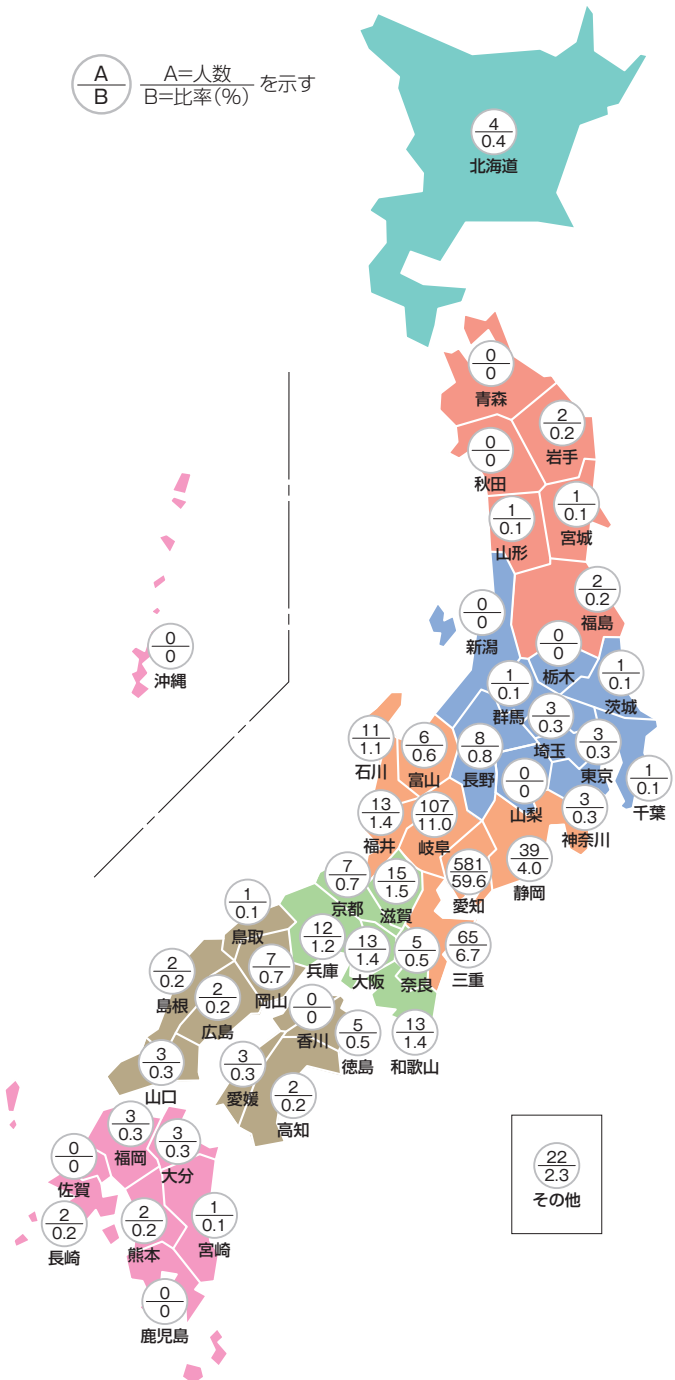 A
B
A=人数
B=比率(%)
を示す
4
0.4
北海道
0
0
青森
2
0.2
岩手
0
0
秋田
1
0.1
宮城
1
0.1
山形
2
0.2
福島
0
0
新潟
0
0
栃木
0
0
沖縄
1
0.1
茨城
1
0.1
群馬
3
0.3
埼玉
3
0.3
東京
11
1.1
石川
6
0.6
富山
8
0.8
長野
0
0
山梨
1
0.1
千葉
3
0.3
神奈川
13
1.4
福井
107
11.0
岐阜
39
4.0
静岡
581
59.6
愛知
7
0.7
京都
15
1.5
滋賀
1
0.1
鳥取
12
1.2
兵庫
13
1.4
大阪
5
0.5
奈良
65
6.7
三重
2
0.2
島根
7
0.7
岡山
2
0.2
広島
0
0
香川
5
0.5
徳島
13
1.4
和歌山
3
0.3
山口
3
0.3
愛媛
2
0.2
高知
3
0.3
福岡
3
0.3
大分
0
0
佐賀
2
0.2
長崎
2
0.2
熊本
1
0.1
宮崎
0
0
鹿児島
22
2.3
その他